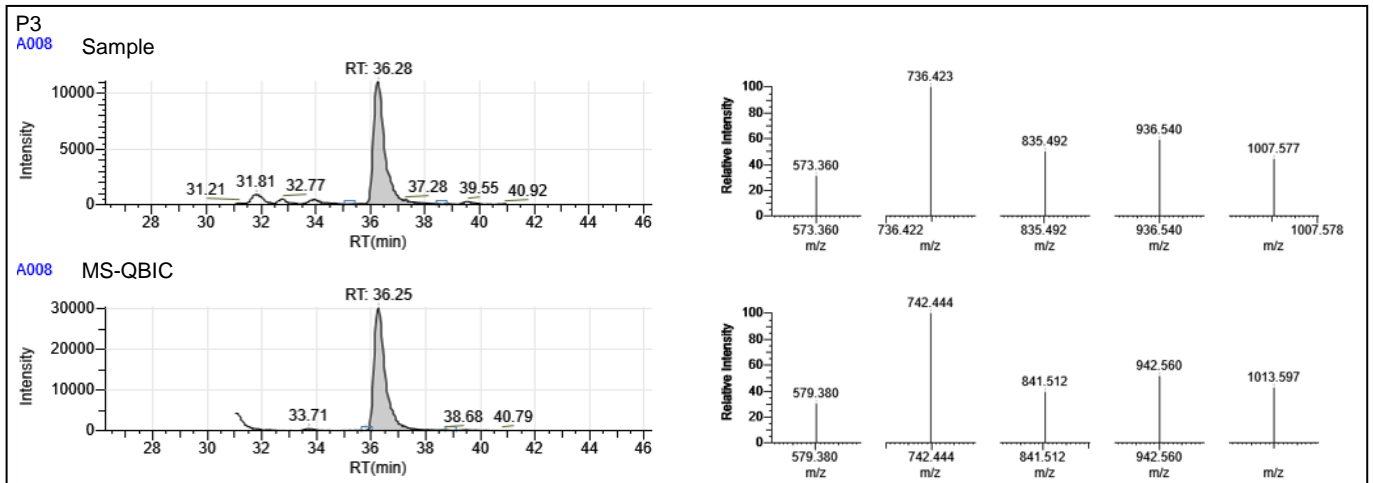 P3
A008 Sample
RT: 36.28
10000
5000
0
Intensity
31.21 31.81 32.77 37.28 39.55 40.92
28 30 32 34 36 38 40 42 44 46
RT(min)
736.423
100
80
60
40
20
0
Relative Intensity
573.360 835.492 936.540 1007.577
573.360 736.422 835.492 936.540 1007.578
m/z m/z m/z m/z m/z
A008 MS-QBIC
RT: 36.25
30000
20000
10000
0
Intensity
33.71 38.68 40.79
28 30 32 34 36 38 40 42 44 46
RT(min)
742.444
100
80
60
40
20
0
Relative Intensity
579.380 841.512 942.560 1013.597
579.380 742.444 841.512 942.560
m/z m/z m/z m/z m/z